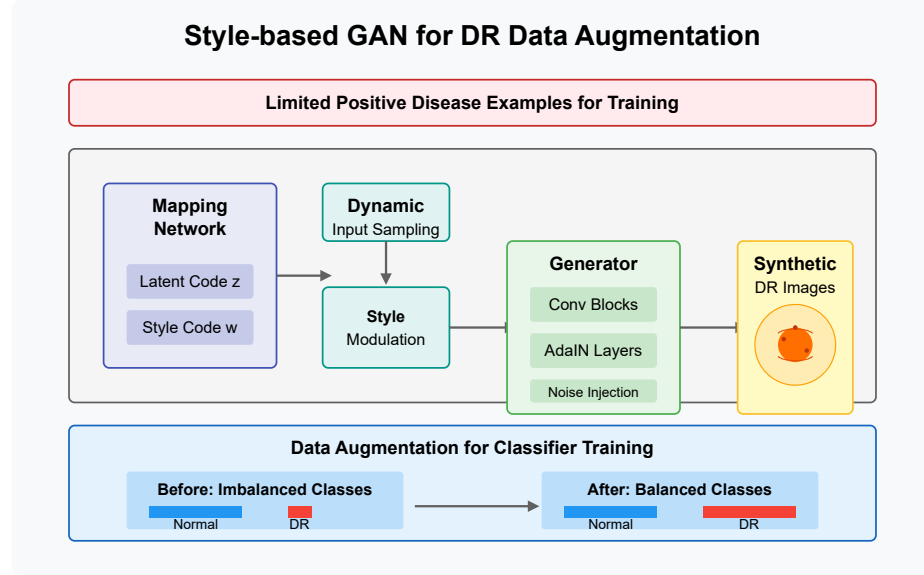 Style-based GAN for DR Data Augmentation
Limited Positive Disease Examples for Training
Mapping
Network
Latent Code z
Style Code w
Dynamic
Input Sampling
Style
Modulation
Generator
Conv Blocks
AdaIN Layers
Noise Injection
Synthetic
DR Images
Data Augmentation for Classifier Training
Before: Imbalanced Classes
Normal
DR
After: Balanced Classes
Normal
DR